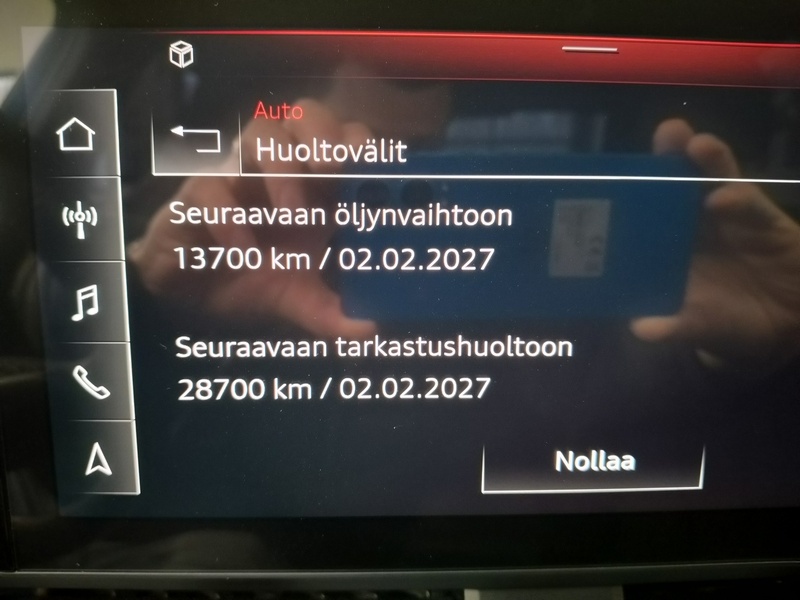 Auto
Huoltovälit
Seuraavaan öljynvaihtoon
13700 km / 02.02.2027
Seuraavaan tarkastushuoltoon
28700 km / 02.02.2027
Nollaa